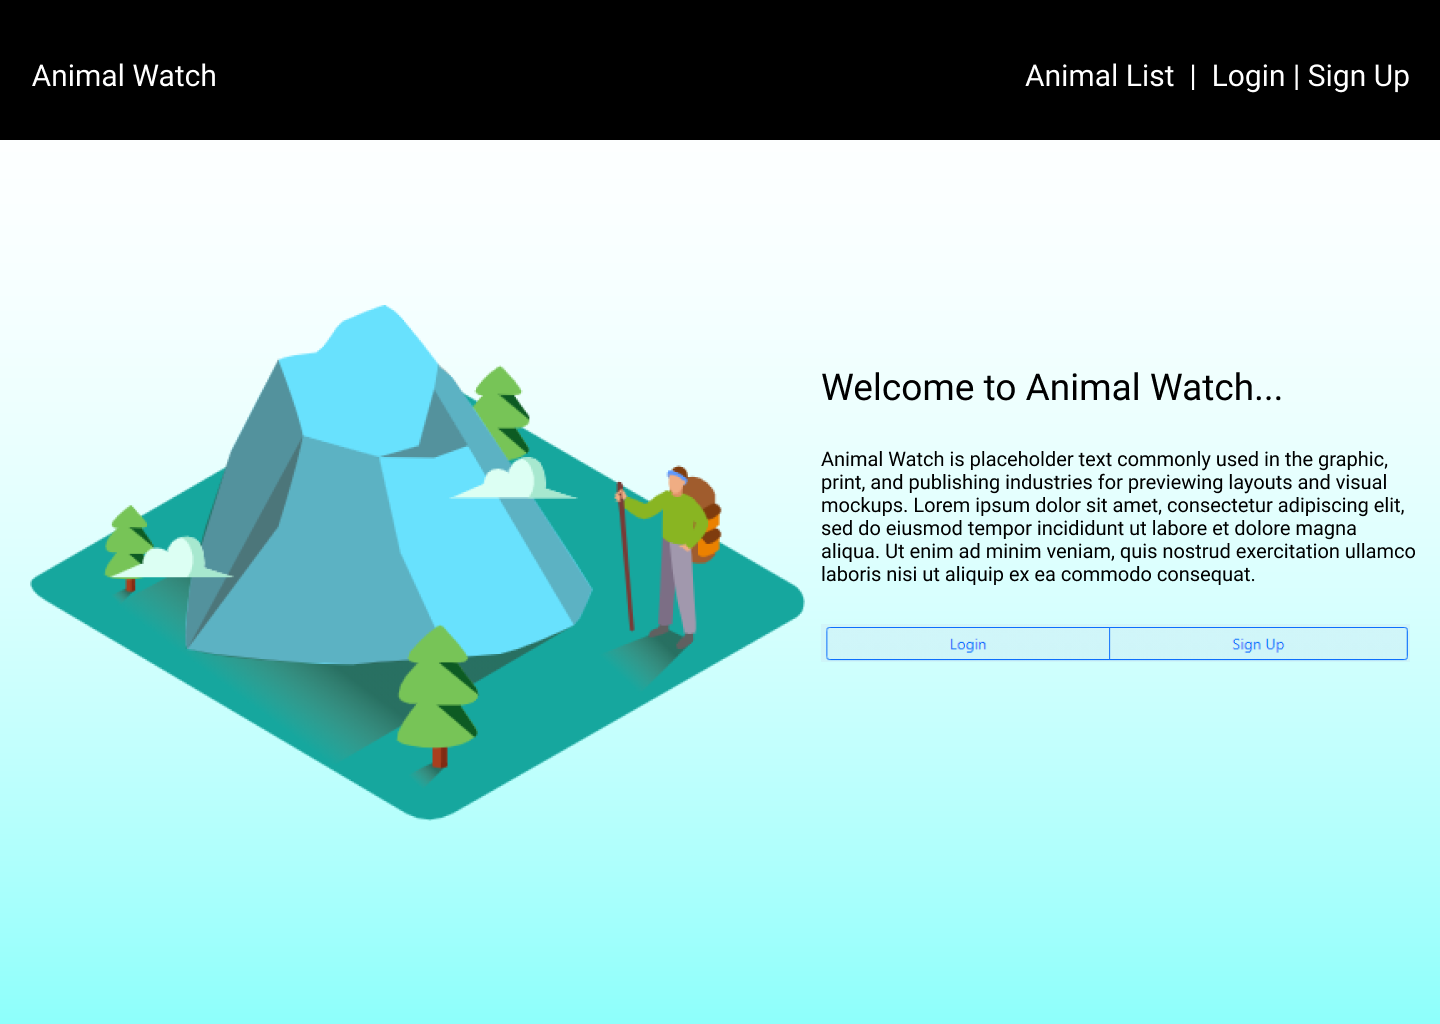 Animal Watch
Animal List | Login | Sign Up
Welcome to Animal Watch...
Animal Watch is placeholder text commonly used in the graphic,
print, and publishing industries for previewing layouts and visual
mockups. Lorem ipsum dolor sit amet, consectetur adipiscing elit,
sed do eiusmod tempor incididunt ut labore et dolore magna
aliqua. Ut enim ad minim veniam, quis nostrud exercitation ullamco
laboris nisi ut aliquip ex ea commodo consequat.
Login
Sign Up